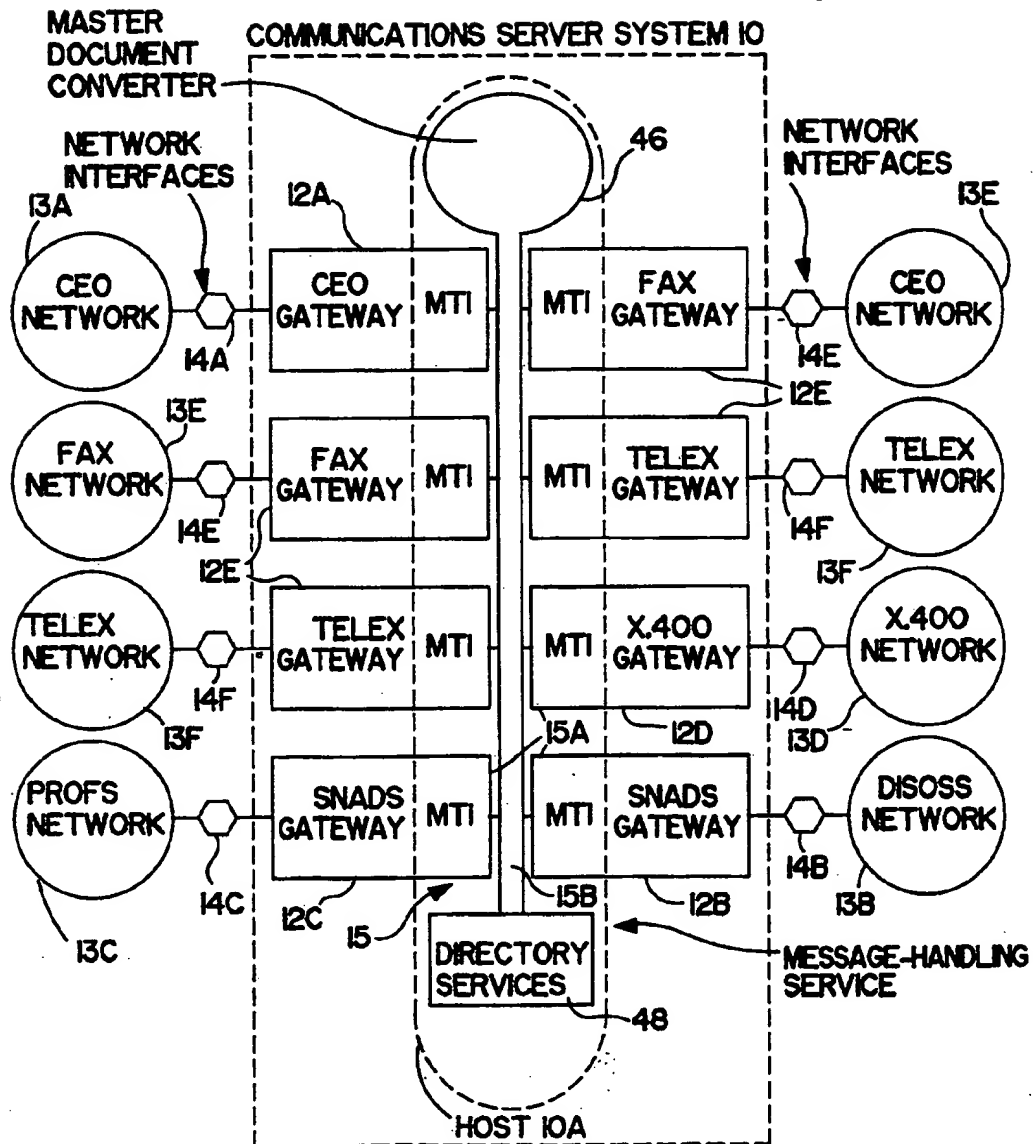 MASTER
DOCUMENT
CONVERTER
COMMUNICATIONS SERVER SYSTEM 10
NETWORK
INTERFACES
46
NETWORK
INTERFACES
13A
12A
13E
CEO
NETWORK
14A
CEO
GATEWAY
MTI
MTI
FAX
GATEWAY
14E
CEO
NETWORK
12E
13E
FAX
NETWORK
14E
FAX
GATEWAY
MTI
MTI
TELEX
GATEWAY
14F
TELEX
NETWORK
13F
12E
TELEX
NETWORK
14F
13F
TELEX
GATEWAY
MTI
MTI
X.400
GATEWAY
14D
X.400
NETWORK
13D
15A
12D
PROFS
NETWORK
14C
13C
SNADS
GATEWAY
MTI
MTI
SNADS
GATEWAY
14B
DISOSS
NETWORK
13B
12C
15
15B
12B
DIRECTORY
SERVICES
48
MESSAGE-HANDLING
SERVICE
HOST 10A